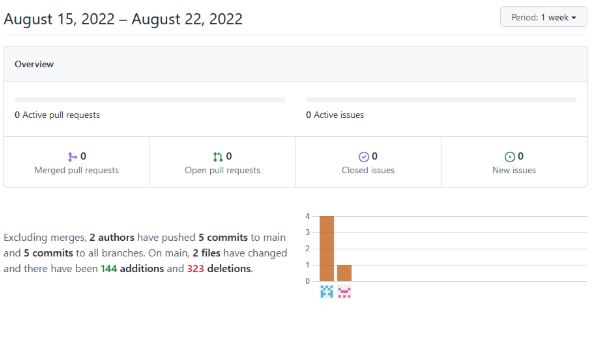 August 15, 2022 – August 22, 2022
Period: 1 week
Overview
0 Active pull requests
0 Active issues
0
Merged pull requests
0
Open pull requests
0
Closed issues
0
New issues
Excluding merges, 2 authors have pushed 5 commits to main
and 5 commits to all branches. On main, 2 files have changed
and there have been 144 additions and 323 deletions.
4
3
2
1
0